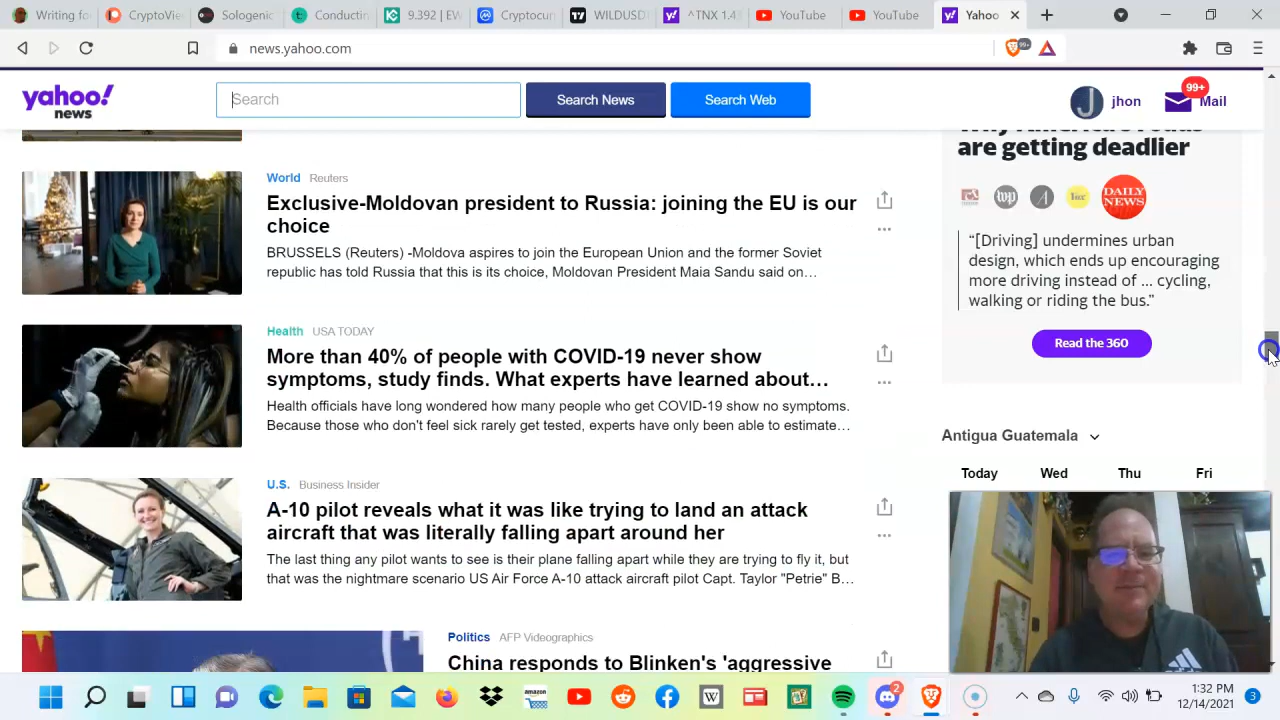 CryptoVie
Sologenic
Conductin
9.392 | EW
Cryptocurr
WILDUSDT
^TNX 1.4
YouTube
YouTube
Yahoo
news.yahoo.com
99+
yahoo!
news
Search
Search News
Search Web
J
jhon
99+
Mail
are getting deadlier
wp
A
Vox
DAILY
NEWS
"[Driving] undermines urban
design, which ends up encouraging
more driving instead of ... cycling,
walking or riding the bus."
Read the 360
World Reuters
Exclusive-Moldovan president to Russia: joining the EU is our
choice
BRUSSELS (Reuters) -Moldova aspires to join the European Union and the former Soviet
republic has told Russia that this is its choice, Moldovan President Maia Sandu said on…
Health USA TODAY
More than 40% of people with COVID-19 never show
symptoms, study finds. What experts have learned about…
Health officials have long wondered how many people who get COVID-19 show no symptoms.
Because those who don't feel sick rarely get tested, experts have only been able to estimate…
U.S. Business Insider
A-10 pilot reveals what it was like trying to land an attack
aircraft that was literally falling apart around her
The last thing any pilot wants to see is their plane falling apart while they are trying to fly it, but
that was the nightmare scenario US Air Force A-10 attack aircraft pilot Capt. Taylor "Petrie" B…
Politics AFP Videographics
China responds to Blinken's 'aggressive
Antigua Guatemala
Today Wed Thu Fri
amazon
W
2
1:32 PM
12/14/2021
3